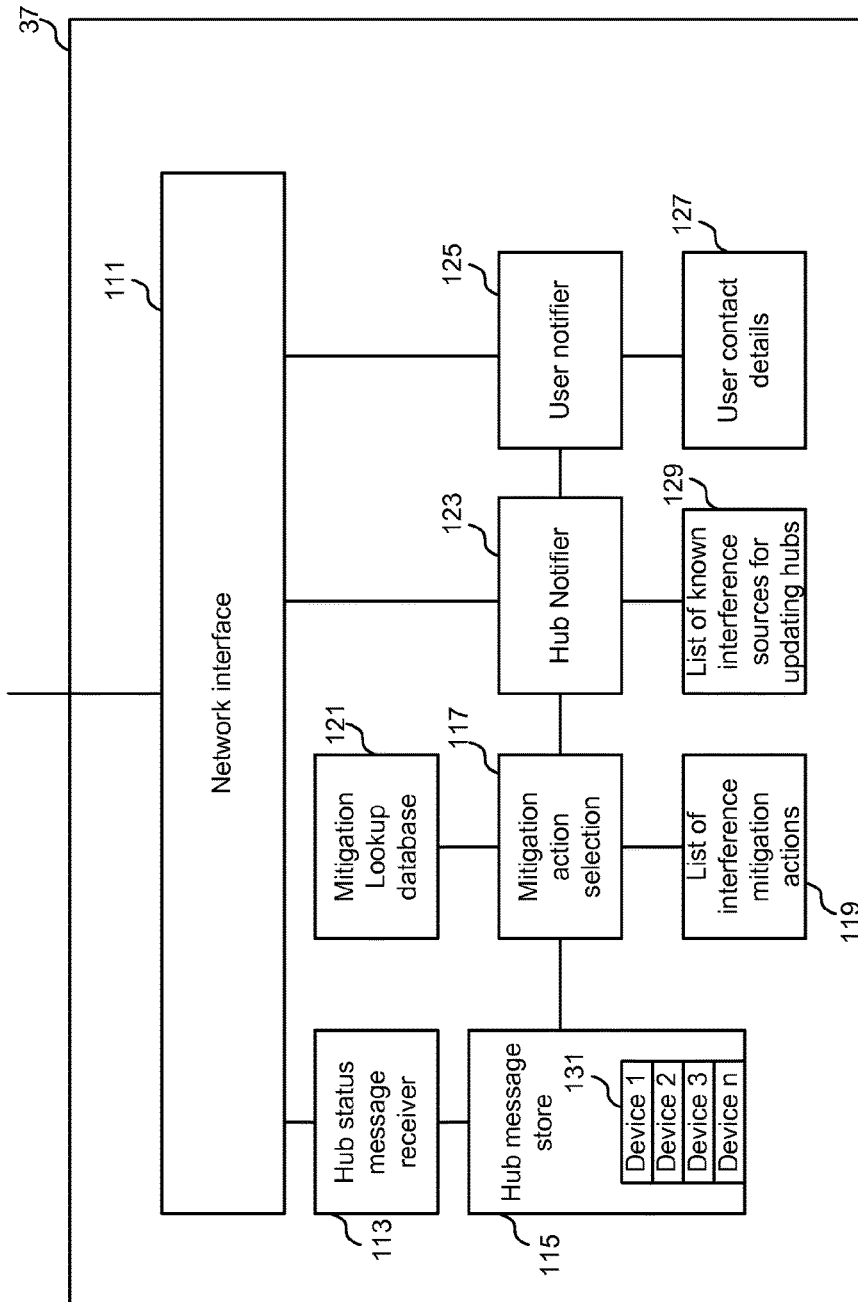 37
111
Network interface
113
Hub status
message
receiver
121
Mitigation
Lookup
database
115
Hub message
store
131
Device 1
Device 2
Device 3
Device n
117
Mitigation
action
selection
123
Hub Notifier
125
User notifier
119
List of
interference
mitigation
actions
129
List of known
interference
sources for
updating hubs
127
User contact
details